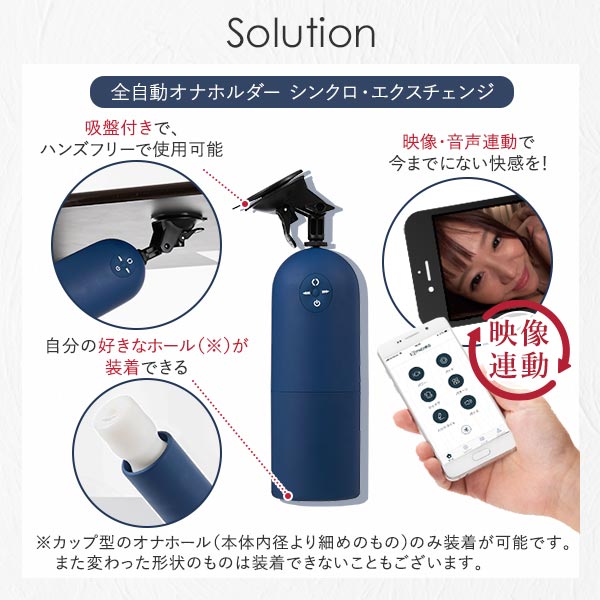 Solution
全自動オナホルダー シンクロ・エクスチェンジ
吸盤付きで、
ハンズフリーで使用可能
映像・音声連動で
今までにない快感を!
自分の好きなホール（※）が
装着できる
映像
連動
※カップ型のオナホール（本体内径より細めのもの）のみ装着が可能です。
また変わった形状のものは装着できないこともございます。